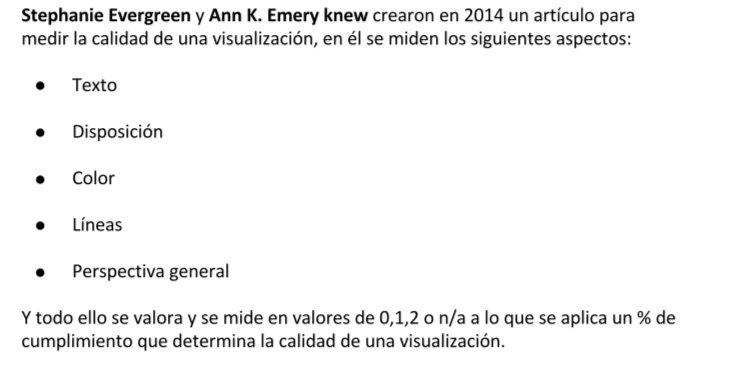 Stephanie Evergreen y Ann K. Emery knew crearon en 2014 un artículo para
medir la calidad de una visualización, en él se miden los siguientes aspectos:
● Texto
● Disposición
● Color
● Líneas
● Perspectiva general
Y todo ello se valora y se mide en valores de 0,1,2 o n/a a lo que se aplica un % de
cumplimiento que determina la calidad de una visualización.